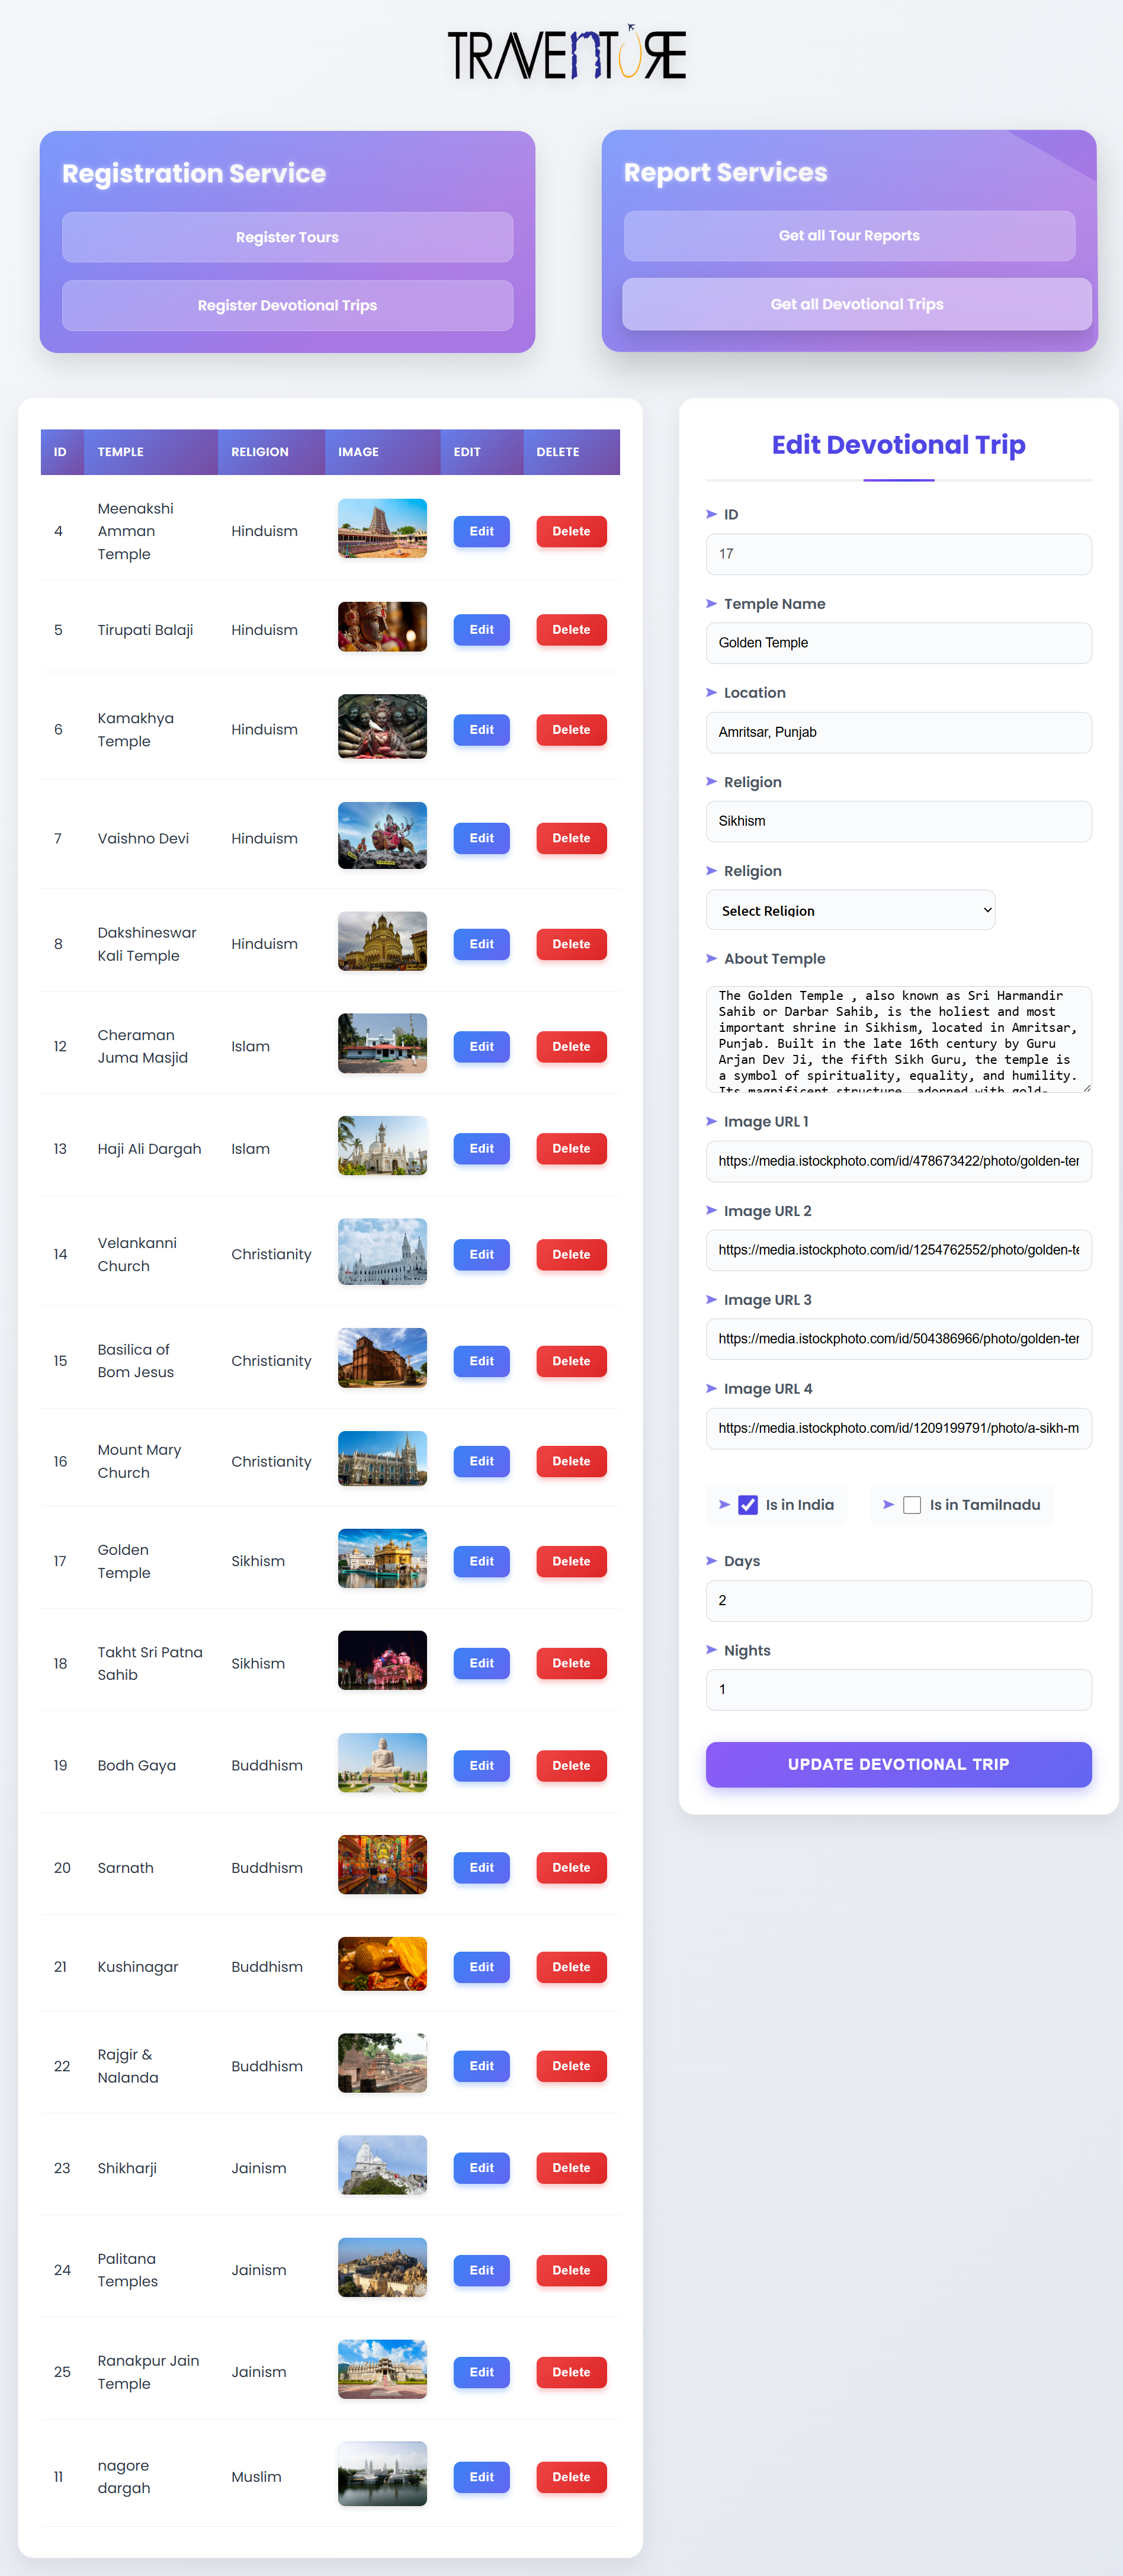 TRAVENTURE
Registration Service
Register Tours
Register Devotional Trips
Report Services
Get all Tour Reports
Get all Devotional Trips
ID TEMPLE RELIGION IMAGE EDIT DELETE
4 Meenakshi Amman Temple Hinduism Edit Delete
5 Tirupati Balaji Hinduism Edit Delete
6 Kamakhya Temple Hinduism Edit Delete
7 Vaishno Devi Hinduism Edit Delete
8 Dakshineswar Kali Temple Hinduism Edit Delete
12 Cheraman Juma Masjid Islam Edit Delete
13 Haji Ali Dargah Islam Edit Delete
14 Velankanni Church Christianity Edit Delete
15 Basilica of Bom Jesus Christianity Edit Delete
16 Mount Mary Church Christianity Edit Delete
17 Golden Temple Sikhism Edit Delete
18 Takht Sri Patna Sahib Sikhism Edit Delete
19 Bodh Gaya Buddhism Edit Delete
20 Sarnath Buddhism Edit Delete
21 Kushinagar Buddhism Edit Delete
22 Rajgir & Nalanda Buddhism Edit Delete
23 Shikharji Jainism Edit Delete
24 Palitana Temples Jainism Edit Delete
25 Ranakpur Jain Temple Jainism Edit Delete
11 nagore dargah Muslim Edit Delete
Edit Devotional Trip
➤ ID
17
➤ Temple Name
Golden Temple
➤ Location
Amritsar, Punjab
➤ Religion
Sikhism
➤ Religion
Select Religion
➤ About Temple
The Golden Temple , also known as Sri Harmandir
Sahib or Darbar Sahib, is the holiest and most
important shrine in Sikhism, located in Amritsar,
Punjab. Built in the late 16th century by Guru
Arjan Dev Ji, the fifth Sikh Guru, the temple is
a symbol of spirituality, equality, and humility.
Its magnificent structure, adorned with gold-
➤ Image URL 1
https://media.istockphoto.com/id/478673422/photo/golden-ter
➤ Image URL 2
https://media.istockphoto.com/id/1254762552/photo/golden-te
➤ Image URL 3
https://media.istockphoto.com/id/504386966/photo/golden-ter
➤ Image URL 4
https://media.istockphoto.com/id/1209199791/photo/a-sikh-m
➤ Is in India ➤ Is in Tamilnadu
➤ Days
2
➤ Nights
1
UPDATE DEVOTIONAL TRIP